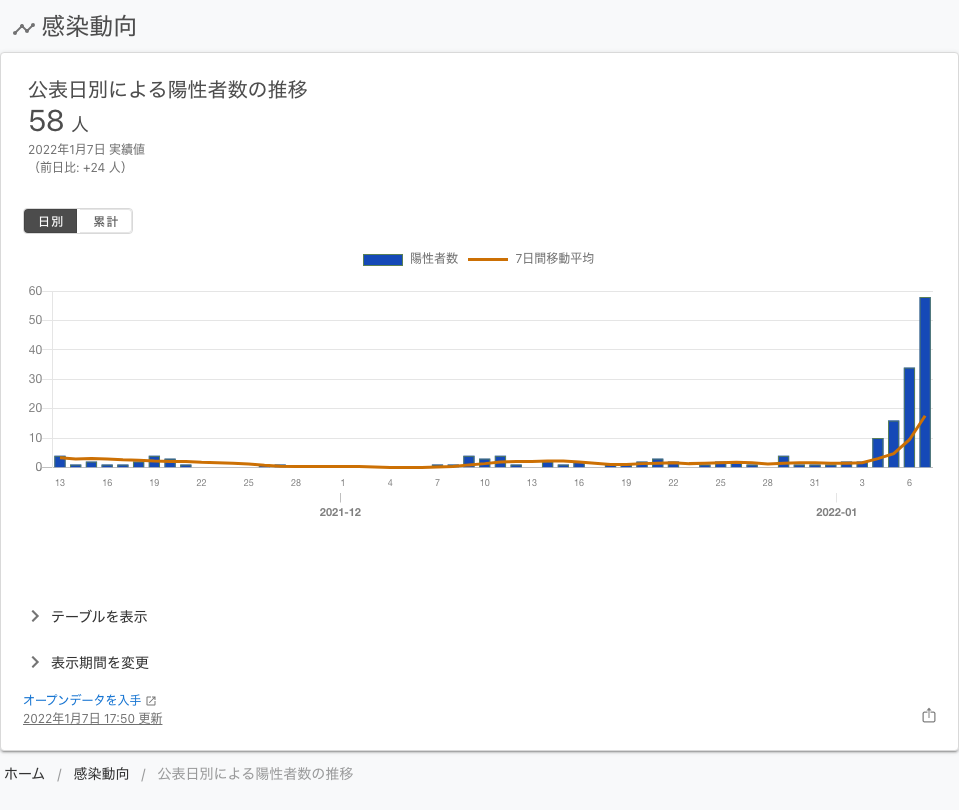 感染動向
公表日別による陽性者数の推移
58 人
2022年1月7日 実績値
（前日比: +24 人）
日別 累計
陽性者数 7日間移動平均
60
50
40
30
20
10
0
13 16 19 22 25 28 1 4 7 10 13 16 19 22 25 28 31 3 6
2021-12 2022-01
テーブルを表示
表示期間を変更
オープンデータを入手
2022年1月7日 17:50 更新
ホーム / 感染動向 / 公表日別による陽性者数の推移